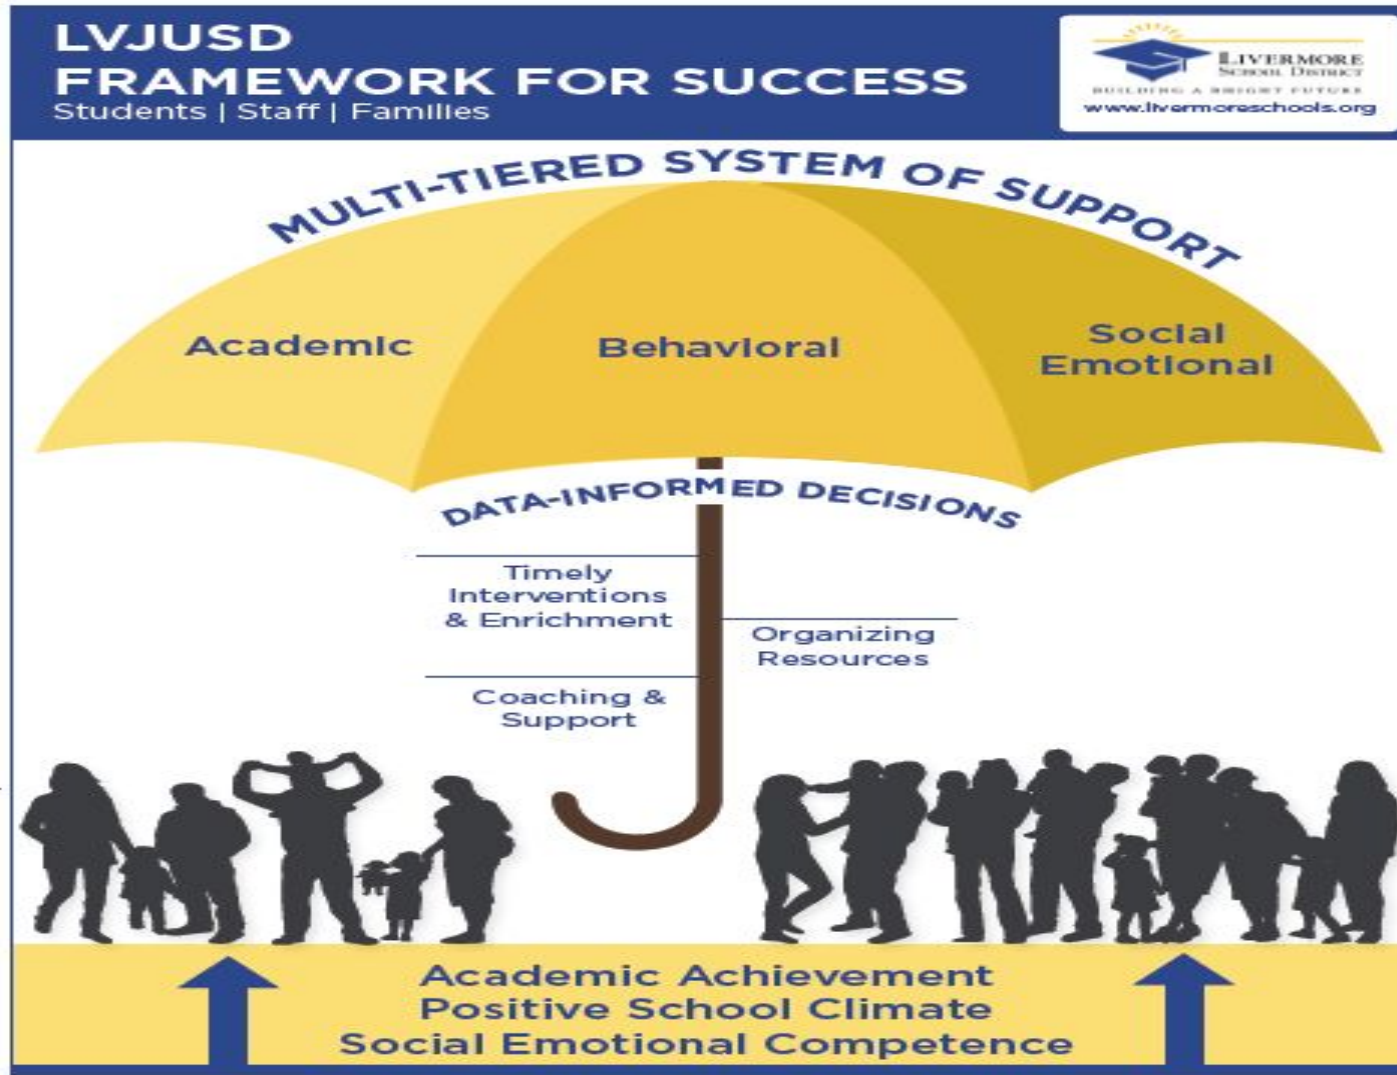 LVJUSD
FRAMEWORK FOR SUCCESS
Students | Staff | Families
LIVERMORE
SCHOOL DISTRICT
BUILDING A BRIGHT FUTURE
www.livermoreschools.org
MULTI-TIERED SYSTEM OF SUPPORT
Academic
Behavioral
Social
Emotional
DATA-INFORMED DECISIONS
Timely
Interventions
& Enrichment
Organizing
Resources
Coaching &
Support
Academic Achievement
Positive School Climate
Social Emotional Competence